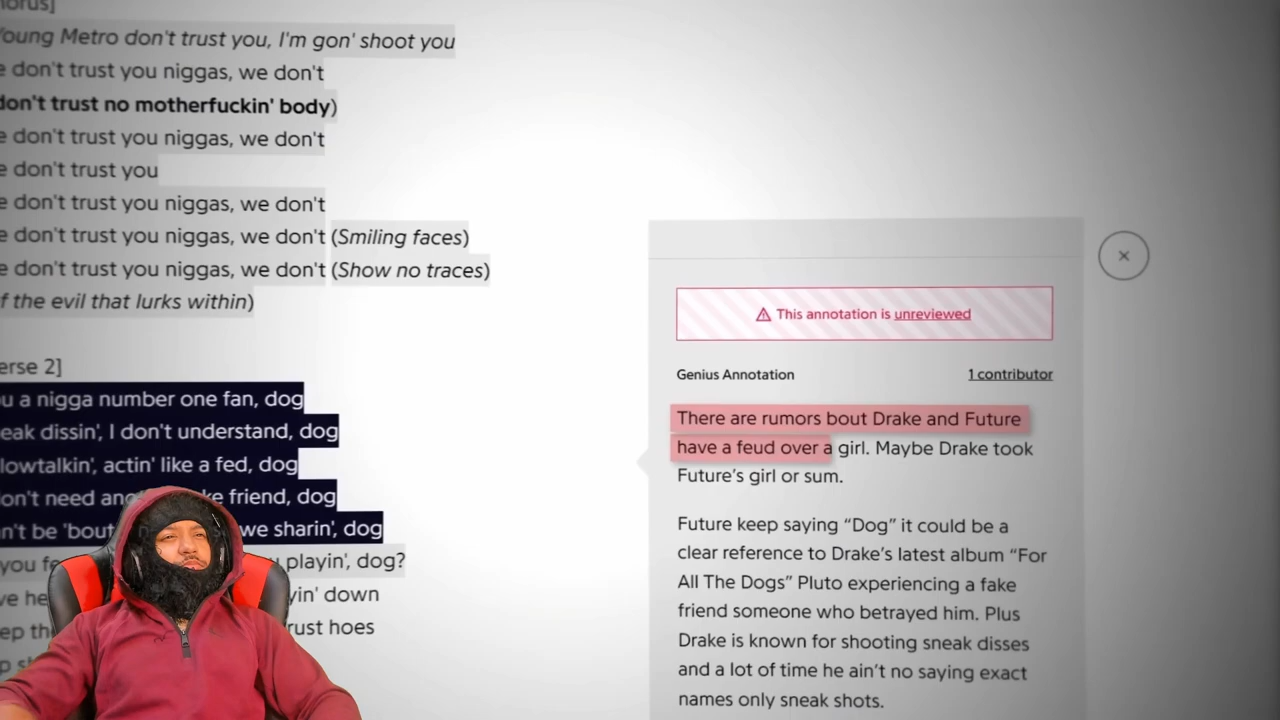 horus]
Young Metro don't trust you, I'm gon' shoot you
e don't trust you niggas, we don't
don't trust no motherfuckin' body)
e don't trust you niggas, we don't
e don't trust you
e don't trust you niggas, we don't
e don't trust you niggas, we don't (Smiling faces)
e don't trust you niggas, we don't (Show no traces)
f the evil that lurks within)
erse 2]
u a nigga number one fan, dog
eak dissin', I don't understand, dog
lowtalkin', actin' like a fed, dog
on't need an ke friend, dog
n't be 'bout we sharin', dog
you fe playin', dog?
ve he yin' down
ep th rust hoes
p s
This annotation is unreviewed
Genius Annotation
1 contributor
There are rumors bout Drake and Future
have a feud over a girl. Maybe Drake took
Future's girl or sum.
Future keep saying “Dog” it could be a
clear reference to Drake's latest album “For
All The Dogs” Pluto experiencing a fake
friend someone who betrayed him. Plus
Drake is known for shooting sneak disses
and a lot of time he ain't no saying exact
names only sneak shots.